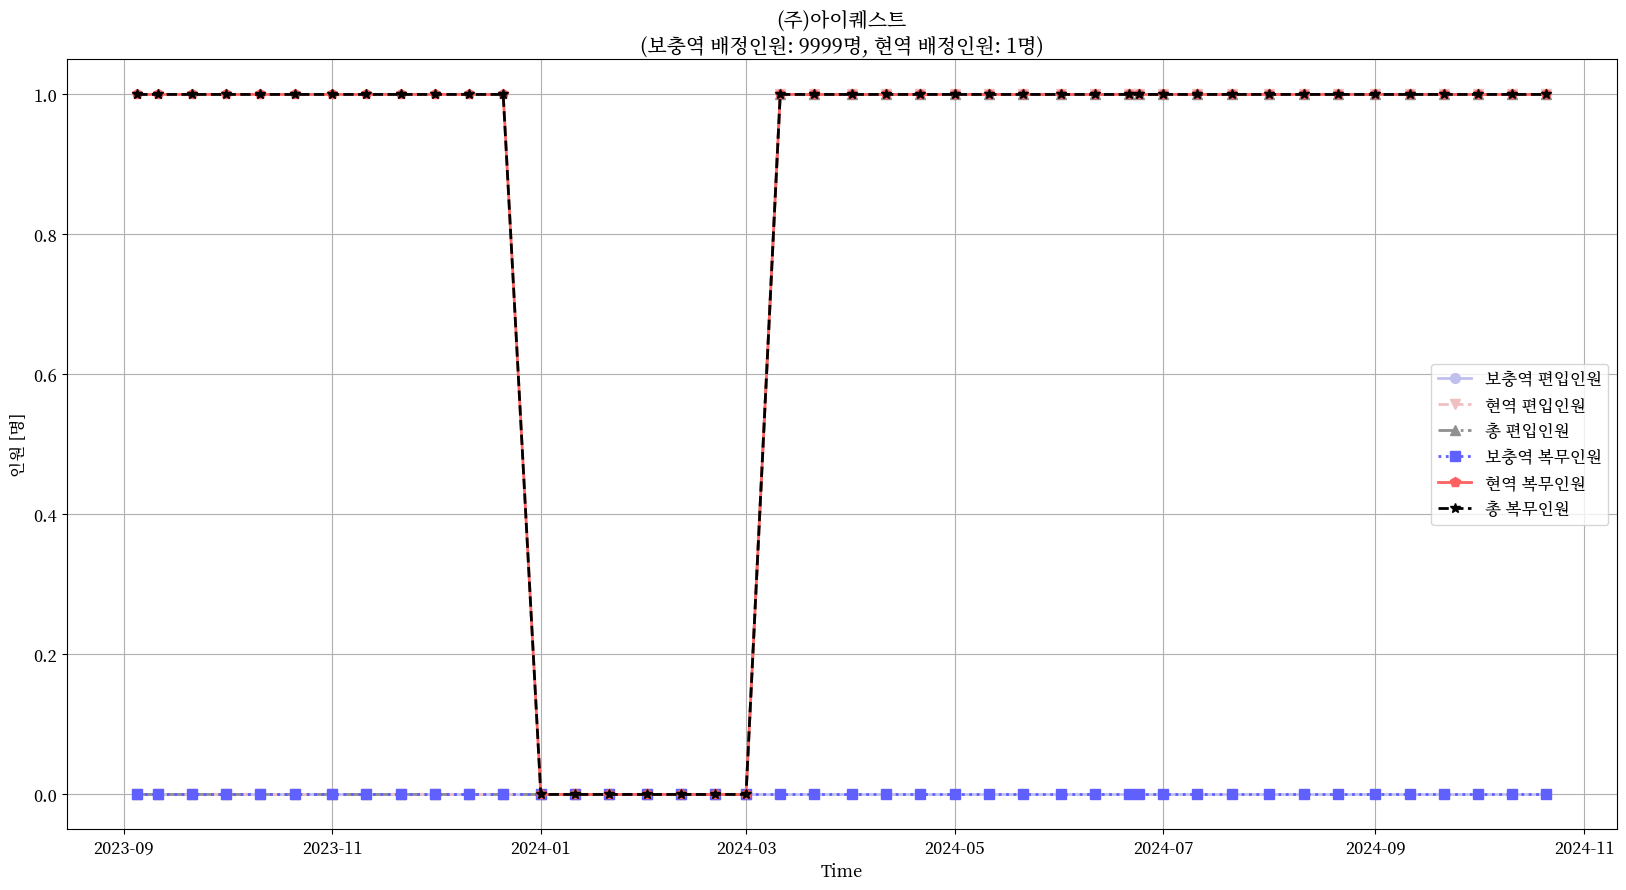 (주)아이퀘스트
(보충역 배정인원: 9999명, 현역 배정인원: 1명)
인원 [명]
1.0
0.8
0.6
0.4
0.2
0.0
보충역 편입인원
현역 편입인원
총 편입인원
보충역 복무인원
현역 복무인원
총 복무인원
2023-09 2023-11 2024-01 2024-03 2024-05 2024-07 2024-09 2024-11
Time